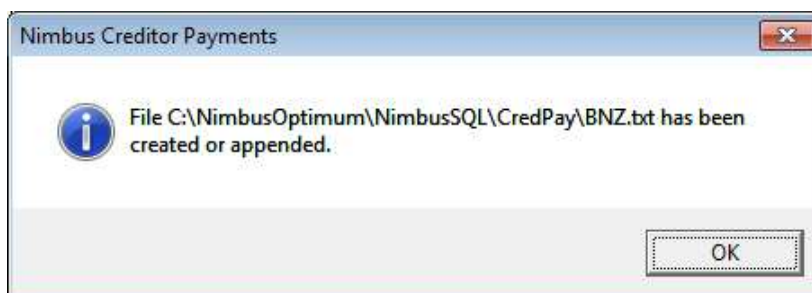 Nimbus Creditor Payments
File C:\NimbusOptimum\NimbusSQL\CredPay\BNZ.txt has been
created or appended.
OK